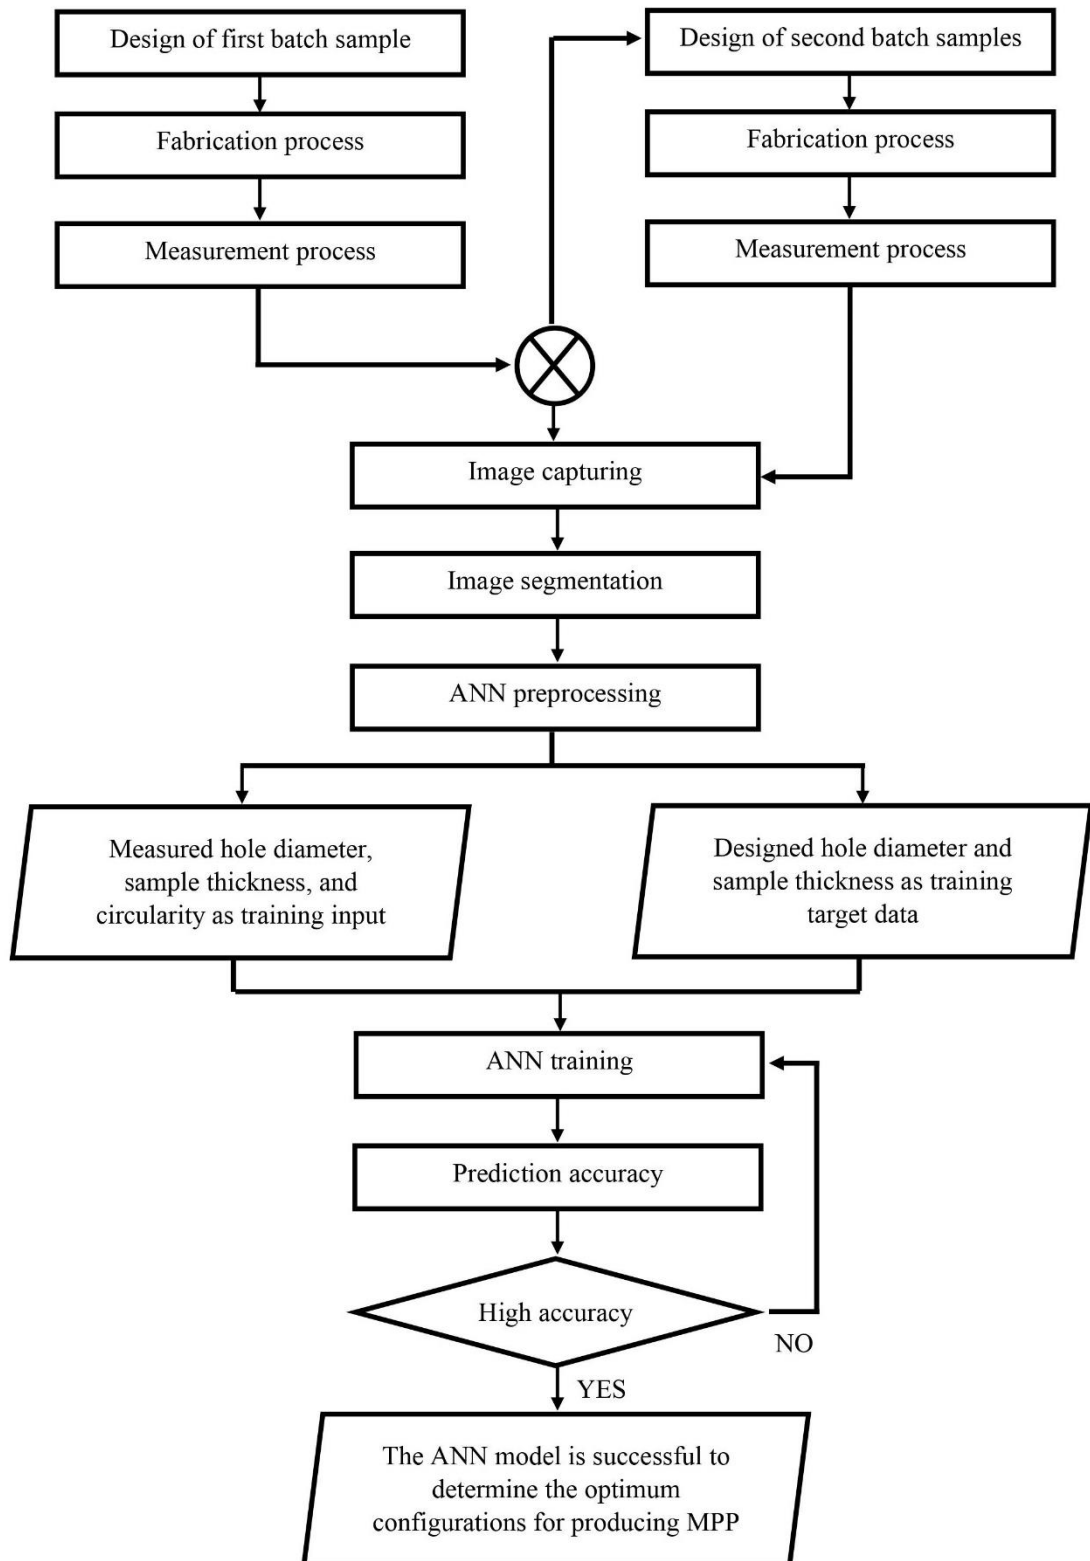 Design of first batch sample
Design of second batch samples
Fabrication process
Fabrication process
Measurement process
Measurement process
Image capturing
Image segmentation
ANN preprocessing
Measured hole diameter,
sample thickness, and
circularity as training input
Designed hole diameter and
sample thickness as training
target data
ANN training
Prediction accuracy
High accuracy
NO
YES
The ANN model is successful to
determine the optimum
configurations for producing MPP